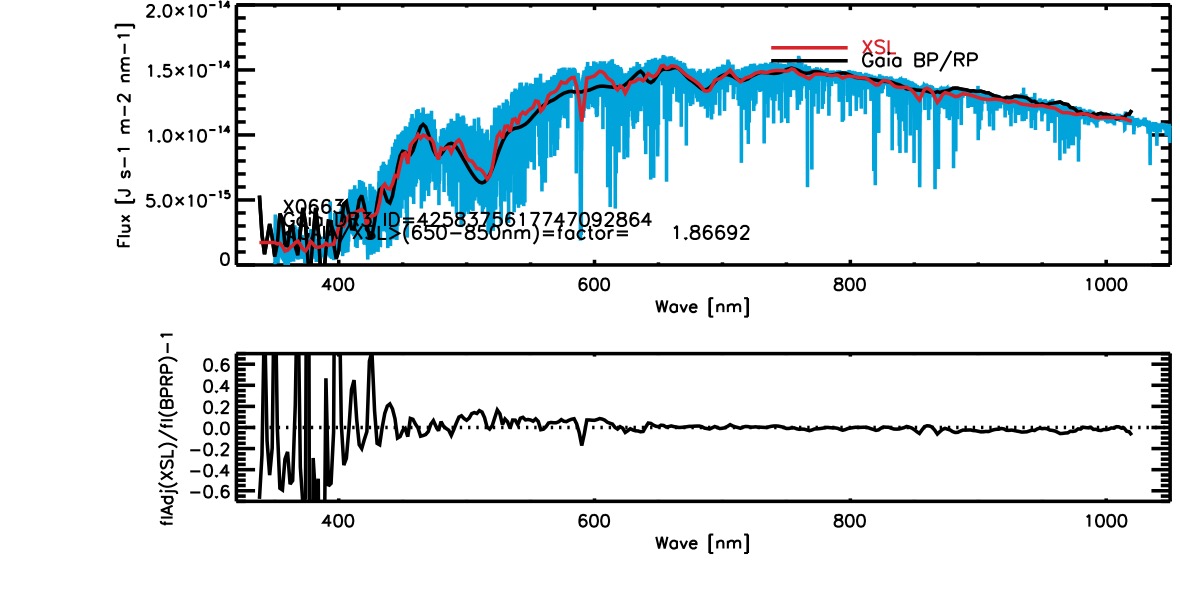 2.0×10⁻¹⁴
1.5×10⁻¹⁴
1.0×10⁻¹⁴
5.0×10⁻¹⁵
0
Flux [J s−1 m−2 nm−1]
XSL
Gaia BP/RP
X0663
Gaia DR3 ID=4258375617747092864
XSL>(650−850nm)=factor= 1.86692
400 600 800 1000
Wave [nm]
0.6
0.4
0.2
0.0
−0.2
−0.4
−0.6
flAdj(XSL)/fl(BPRP)−1
400 600 800 1000
Wave [nm]